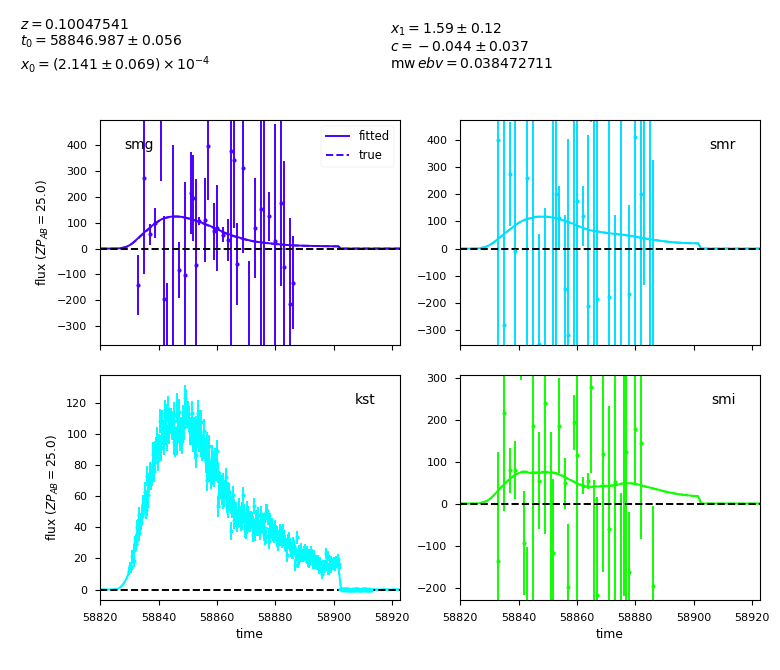 z = 0.10047541
t₀ = 58846.987 ± 0.056
x₀ = (2.141 ± 0.069) × 10⁻⁴
x₁ = 1.59 ± 0.12
c = −0.044 ± 0.037
mw ebv = 0.038472711
smg
fitted
true
400
300
200
100
0
−100
−200
−300
flux (ZP_AB = 25.0)
smr
400
300
200
100
0
−100
−200
−300
kst
120
100
80
60
40
20
0
flux (ZP_AB = 25.0)
58820 58840 58860 58880 58900 58920
time
smi
300
200
100
0
−100
−200
58820 58840 58860 58880 58900 58920
time